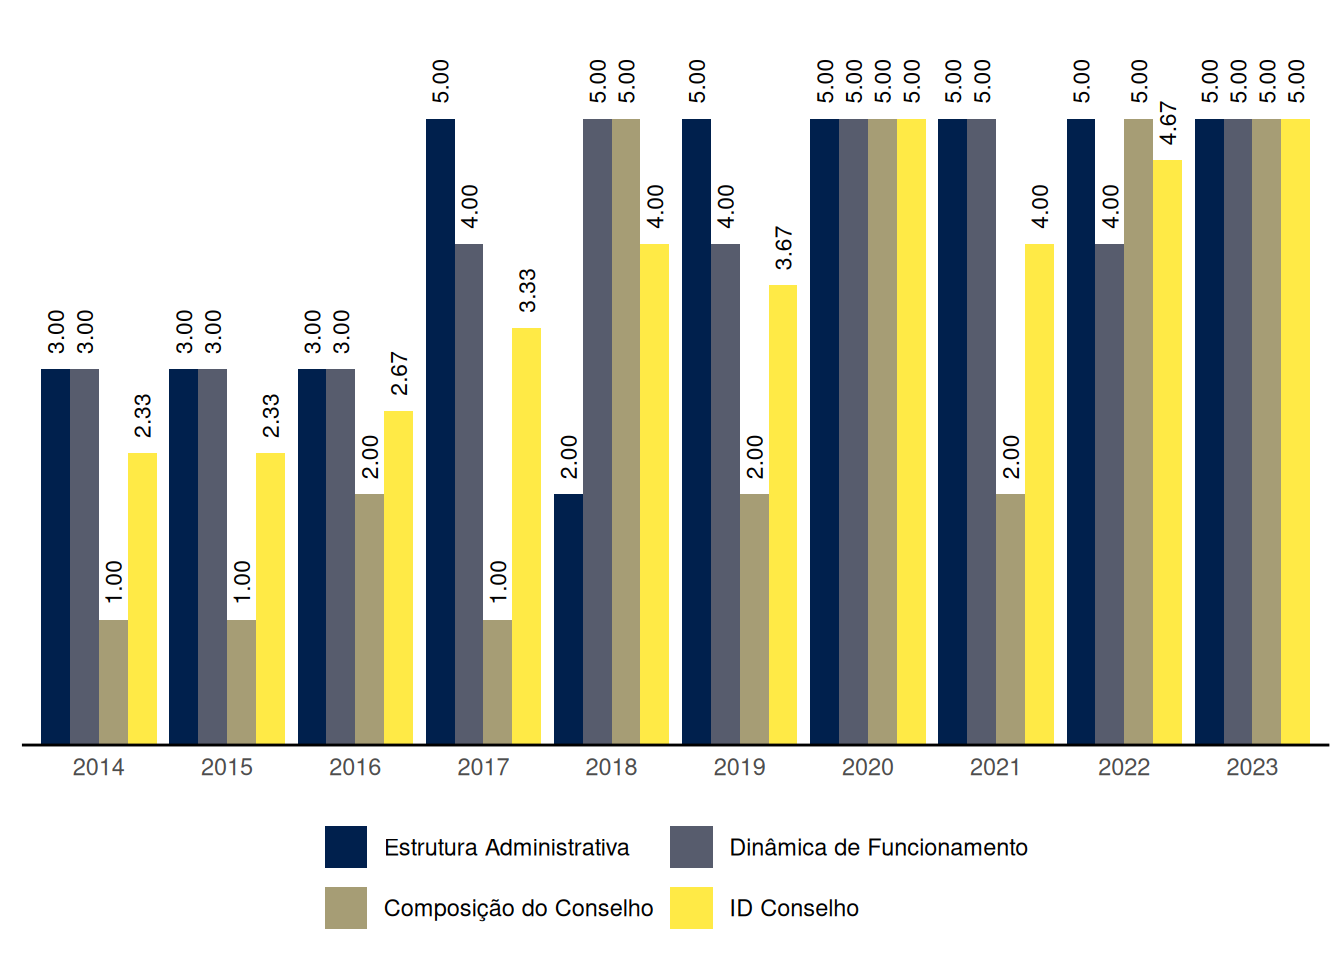 5.00 5.00 5.00 5.00 5.00 5.00 5.00 5.00 5.00 5.00 5.00 5.00 5.00 5.00 5.00 5.00
4.67
4.00 4.00 4.00 4.00 4.00
3.67
3.33
3.00 3.00 3.00 3.00 3.00 3.00
2.67
2.33 2.33
2.00 2.00 2.00 2.00
1.00 1.00 1.00
2014 2015 2016 2017 2018 2019 2020 2021 2022 2023
Estrutura Administrativa Dinâmica de Funcionamento
Composição do Conselho ID Conselho